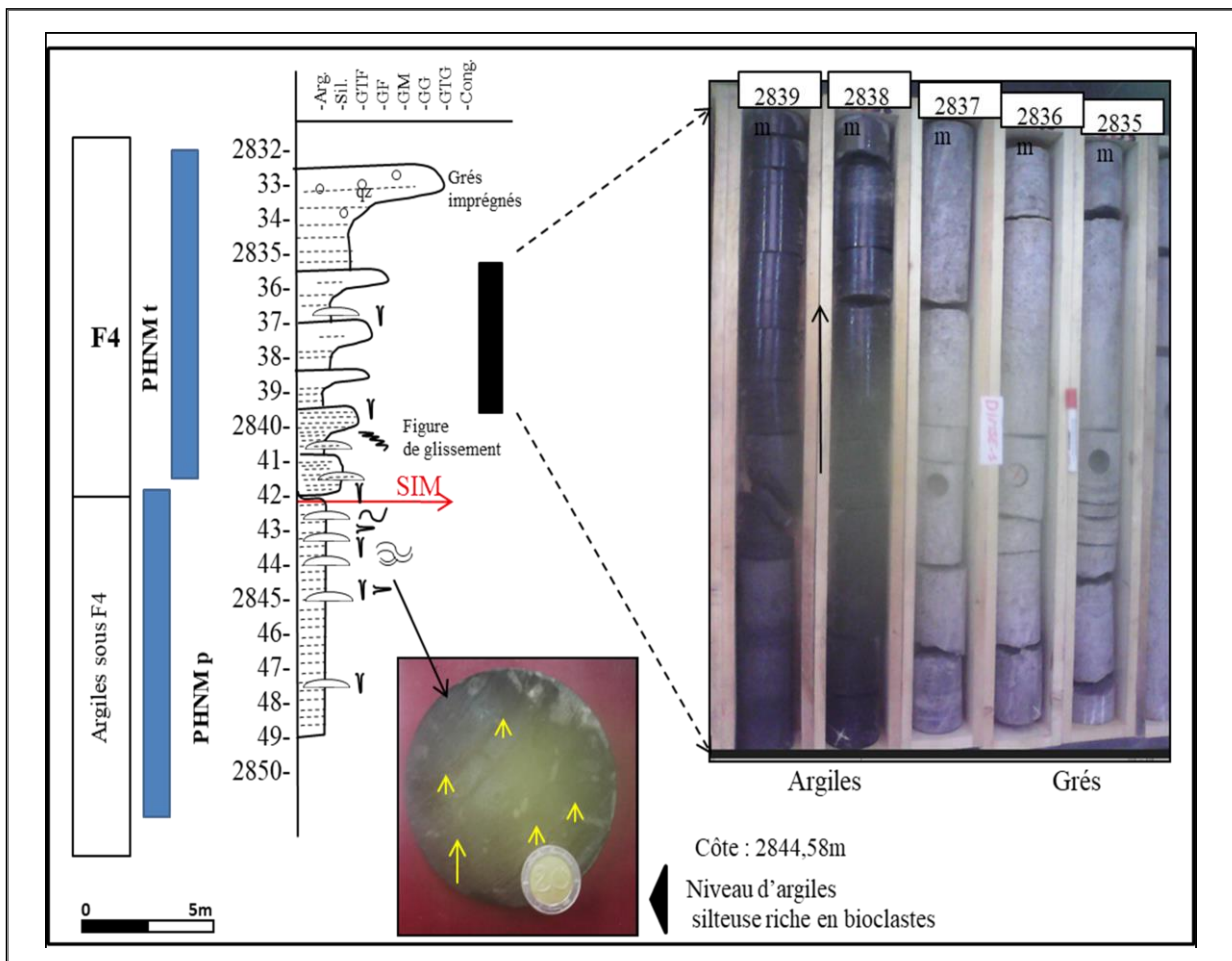 -Arg.
-Sil.
-GTF
-GF
-GM
-GG
-GTG
-Cong.
2832
33-
34-
2835-
36-
37-
38-
39-
2840-
41-
42-
43-
44-
2845-
46-
47-
48-
49-
2850-
qz
Grés
imprégnés
F4
PHNM t
Figure
de glissement
SIM
Argiles sous F4
PHNM p
0
5m
2839
m
2838
m
2837
m
2836
m
2835
m
Argiles
Grés
20
Côte : 2844,58m
Niveau d’argiles
silteuse riche en bioclastes